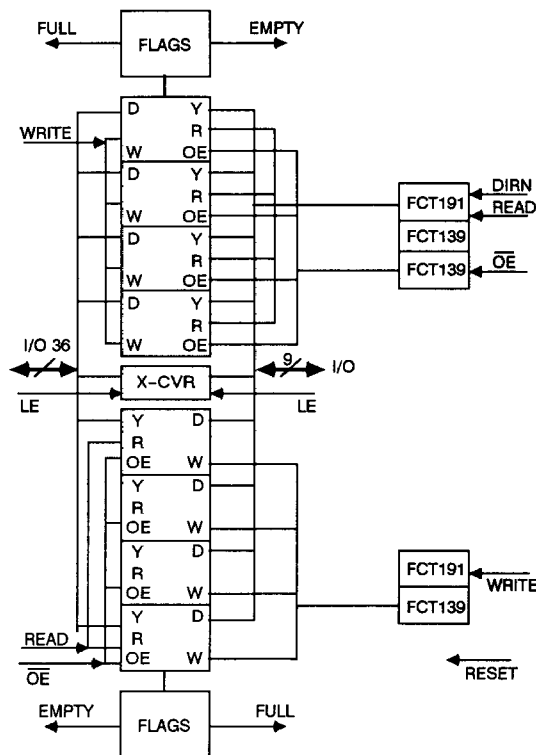 FULL
FLAGS
EMPTY
D Y
R
WRITE
W OE
D Y
R
W OE
D Y
R
W OE
D Y
R
W OE
DIRN
FCT191
READ
FCT139
FCT139
OE
I/O 36
X-CVR
9
I/O
LE
LE
Y D
R
OE W
Y D
R
OE W
Y D
R
OE W
Y D
READ
R
OE W
OE
FCT191
WRITE
FCT139
RESET
EMPTY
FLAGS
FULL